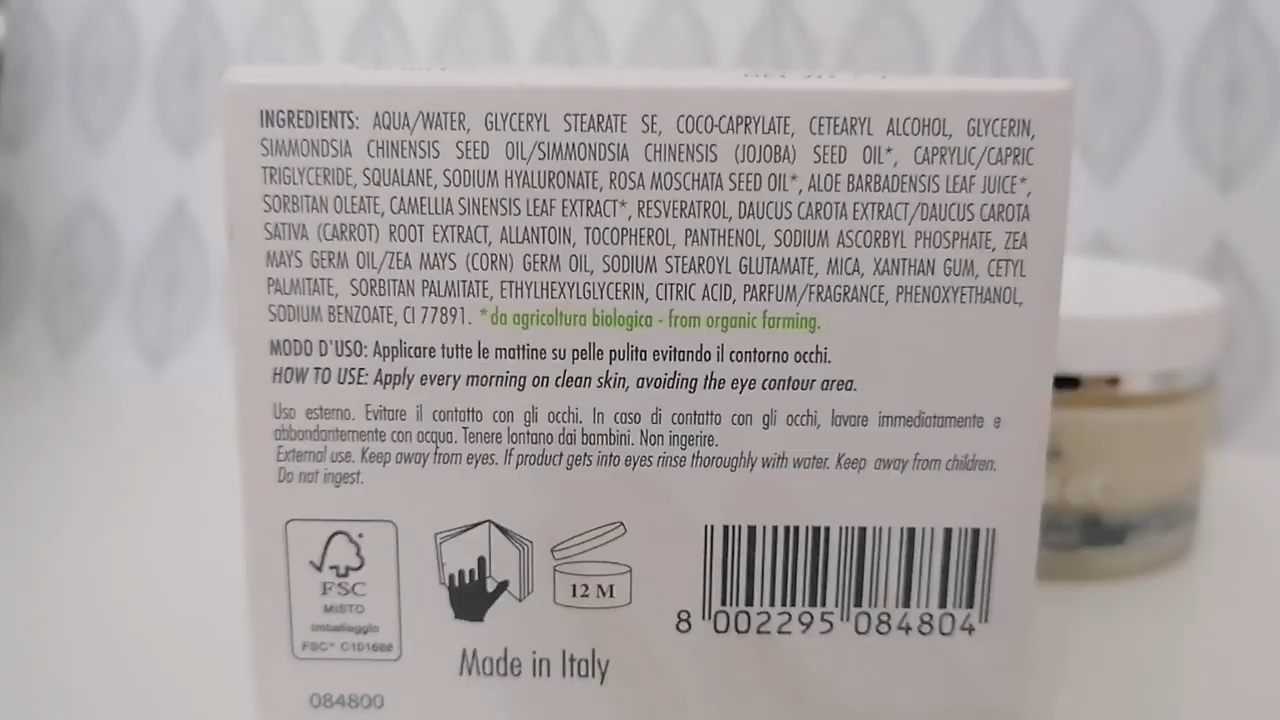 INGREDIENTS: AQUA/WATER, GLYCERYL STEARATE SE, COCO-CAPRYLATE, CETEARYL ALCOHOL, GLYCERIN,
SIMMONDSIA CHINENSIS SEED OIL/SIMMONDSIA CHINENSIS (JOJOBA) SEED OIL*, CAPRYLIC/CAPRIC
TRIGLYCERIDE, SQUALANE, SODIUM HYALURONATE, ROSA MOSCHATA SEED OIL*, ALOE BARBADENSIS LEAF JUICE*,
SORBITAN OLEATE, CAMELLIA SINENSIS LEAF EXTRACT*, RESVERATROL, DAUCUS CAROTA EXTRACT/DAUCUS CAROTA
SATIVA (CARROT) ROOT EXTRACT, ALLANTOIN, TOCOPHEROL, PANTHENOL, SODIUM ASCORBYL PHOSPHATE, ZEA
MAYS GERM OIL/ZEA MAYS (CORN) GERM OIL, SODIUM STEAROYL GLUTAMATE, MICA, XANTHAN GUM, CETYL
PALMITATE, SORBITAN PALMITATE, ETHYLHEXYLGLYCERIN, CITRIC ACID, PARFUM/FRAGRANCE, PHENOXYETHANOL,
SODIUM BENZOATE, CI 77891. *da agricoltura biologica - from organic farming.
MODO D'USO: Applicare tutte le mattine su pelle pulita evitando il contorno occhi.
HOW TO USE: Apply every morning on clean skin, avoiding the eye contour area.
Uso esterno. Evitare il contatto con gli occhi. In caso di contatto con gli occhi, lavare immediatamente e
abbondantemente con acqua. Tenere lontano dai bambini. Non ingerire.
External use. Keep away from eyes. If product gets into eyes rinse thoroughly with water. Keep away from children.
Do not ingest.
FSC
MISTO
Imballaggio
FSC® C101686
12 M
8 002295 084804
Made in Italy
084800